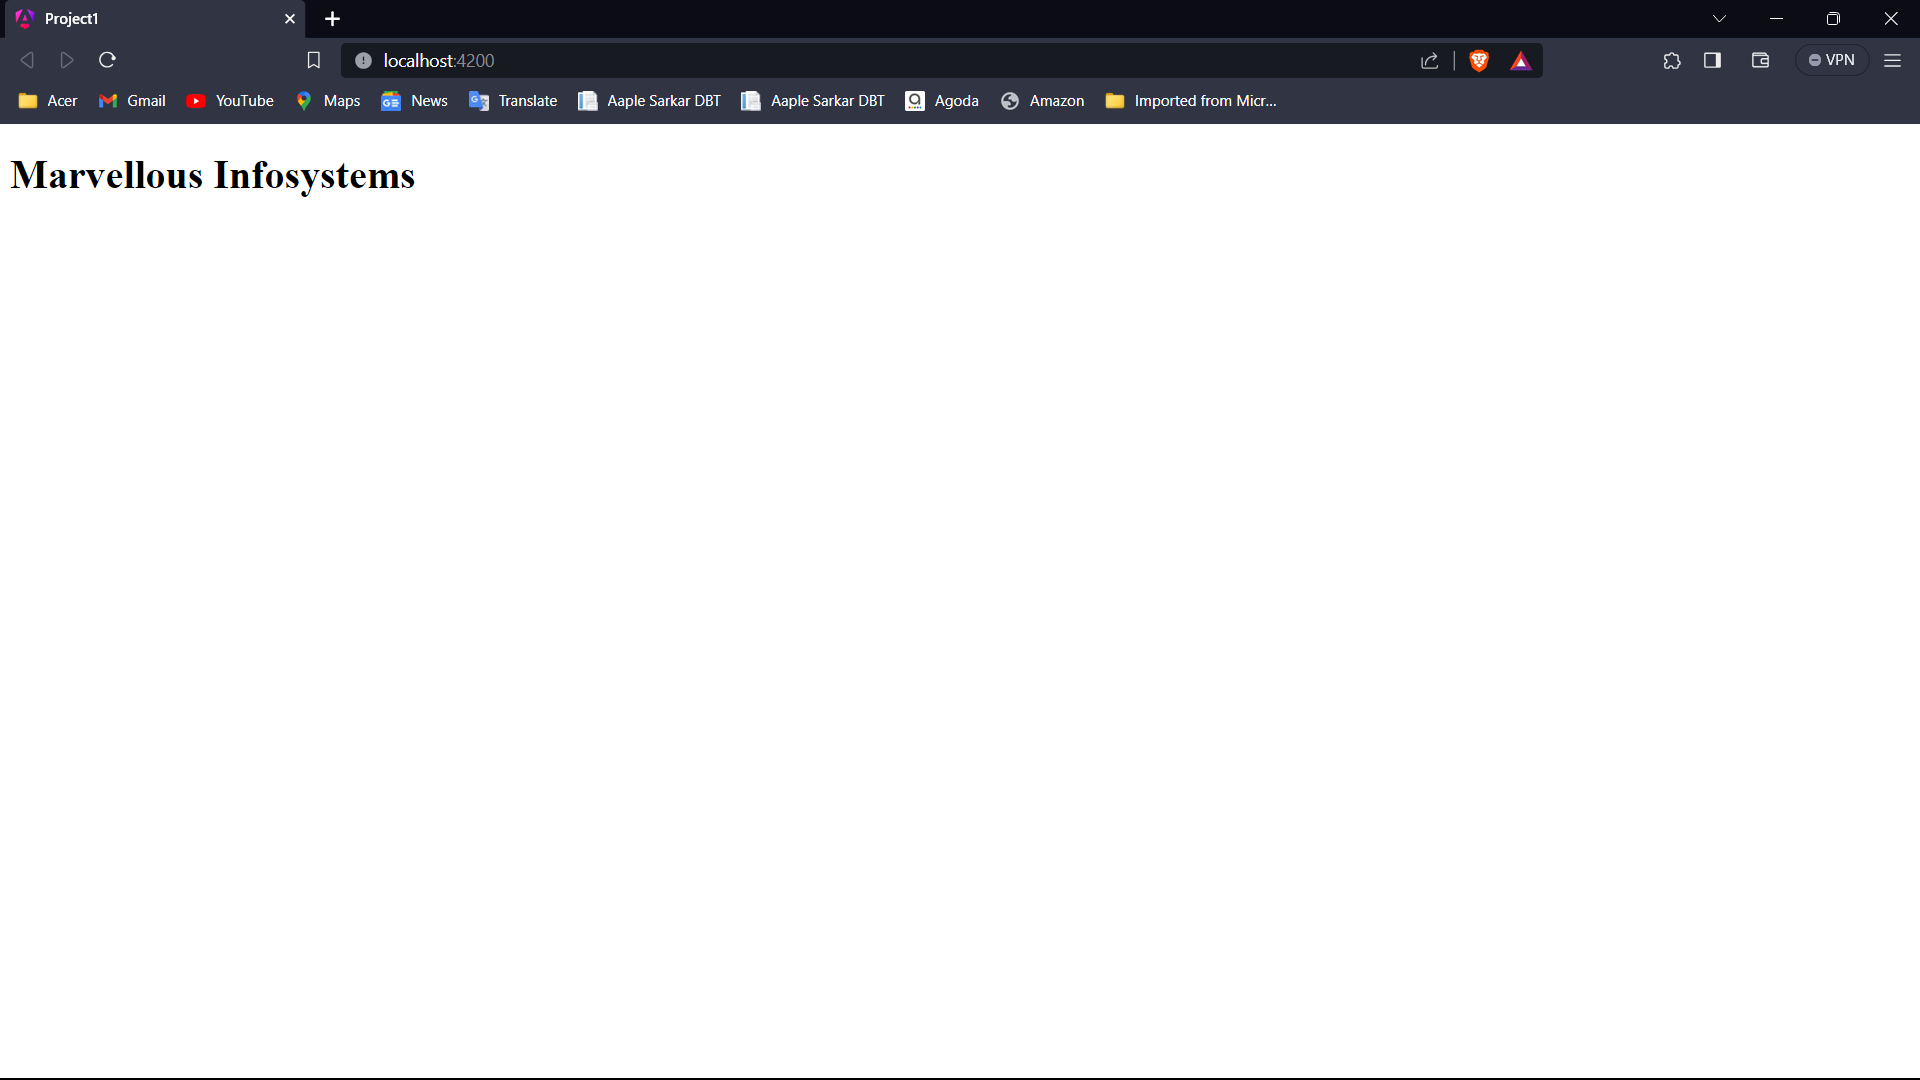 Project1
localhost:4200
VPN
Acer Gmail YouTube Maps News Translate Aaple Sarkar DBT Aaple Sarkar DBT Agoda Amazon Imported from Micr...
Marvellous Infosystems